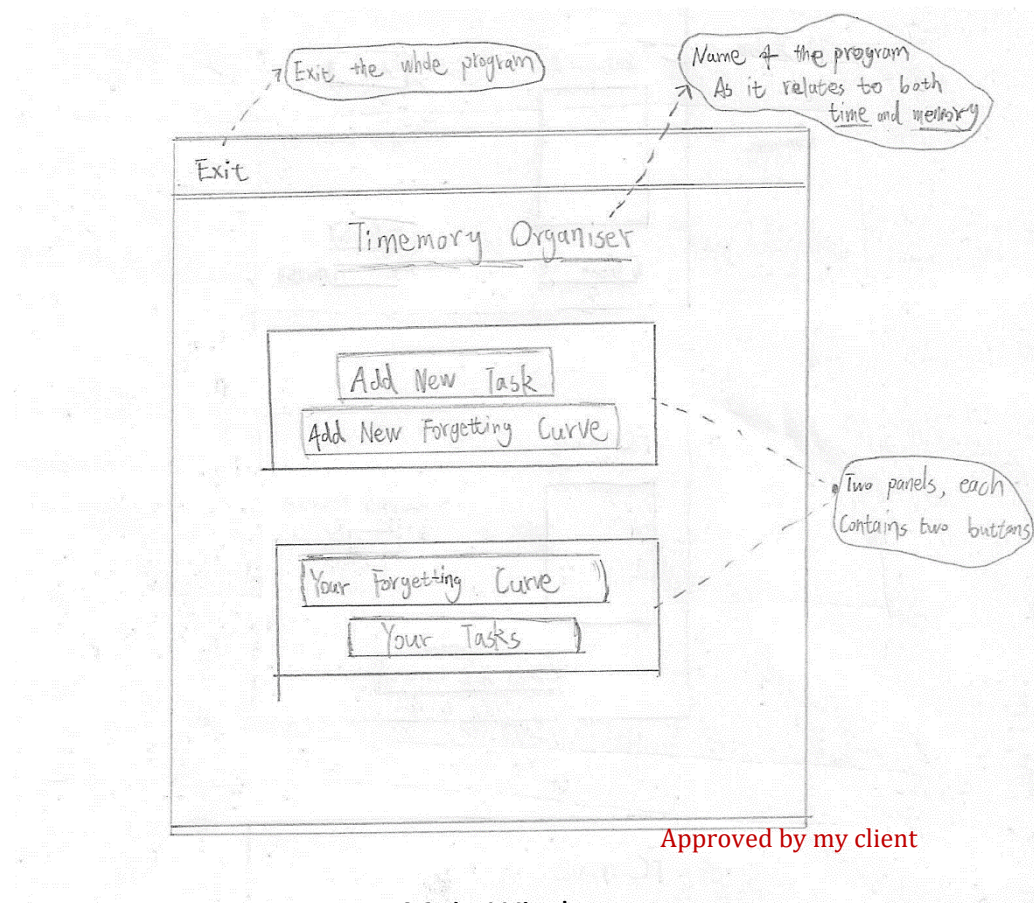 Exit the whole program
Name of the program
As it relates to both
time and memory
Exit
Timemory Organiser
Add New Task
Add New Forgetting Curve
Two panels, each
Contains two buttons
Your Forgetting Curve
Your Tasks
Approved by my client